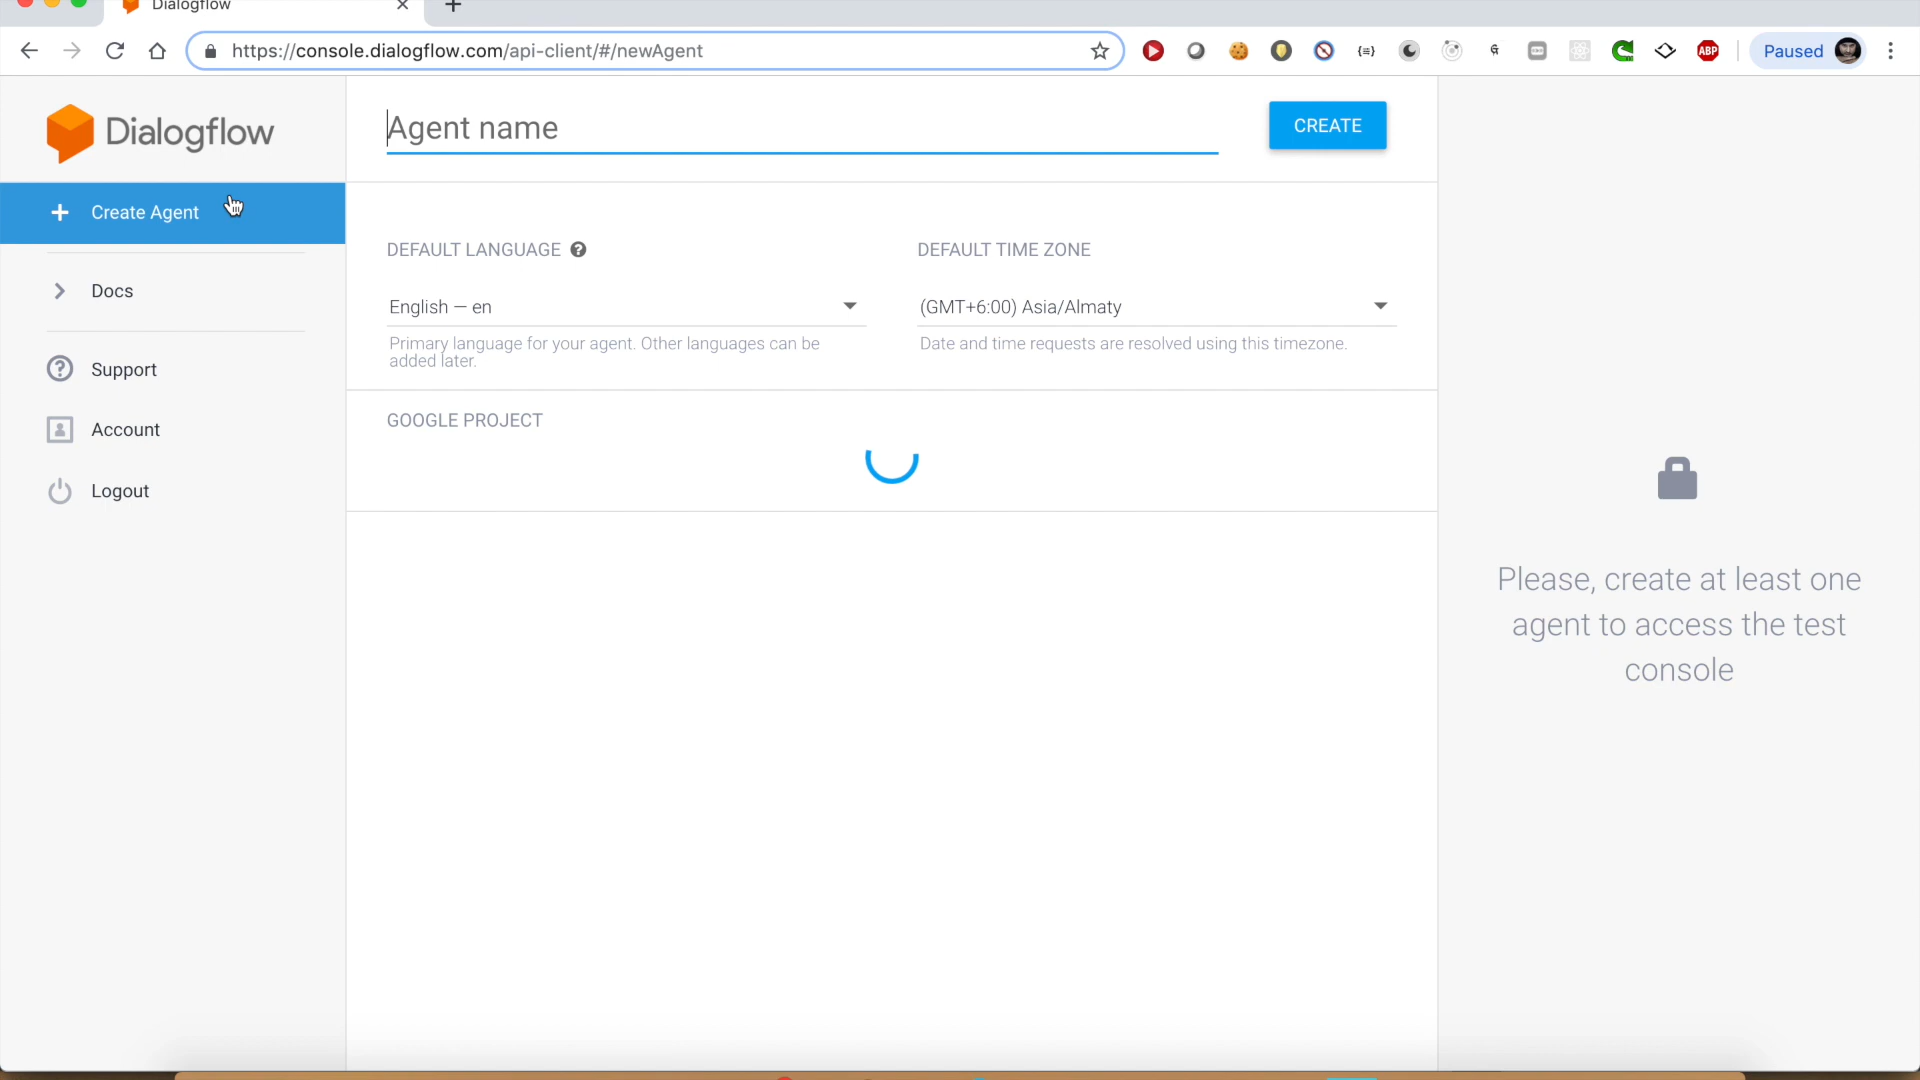 Dialogflow
https://console.dialogflow.com/api-client/#/newAgent
ABP
Paused
Dialogflow
Agent name
CREATE
Create Agent
DEFAULT LANGUAGE ?
DEFAULT TIME ZONE
Docs
English — en
(GMT+6:00) Asia/Almaty
Primary language for your agent. Other languages can be
added later.
Date and time requests are resolved using this timezone.
Support
GOOGLE PROJECT
Account
Logout
Please, create at least one
agent to access the test
console